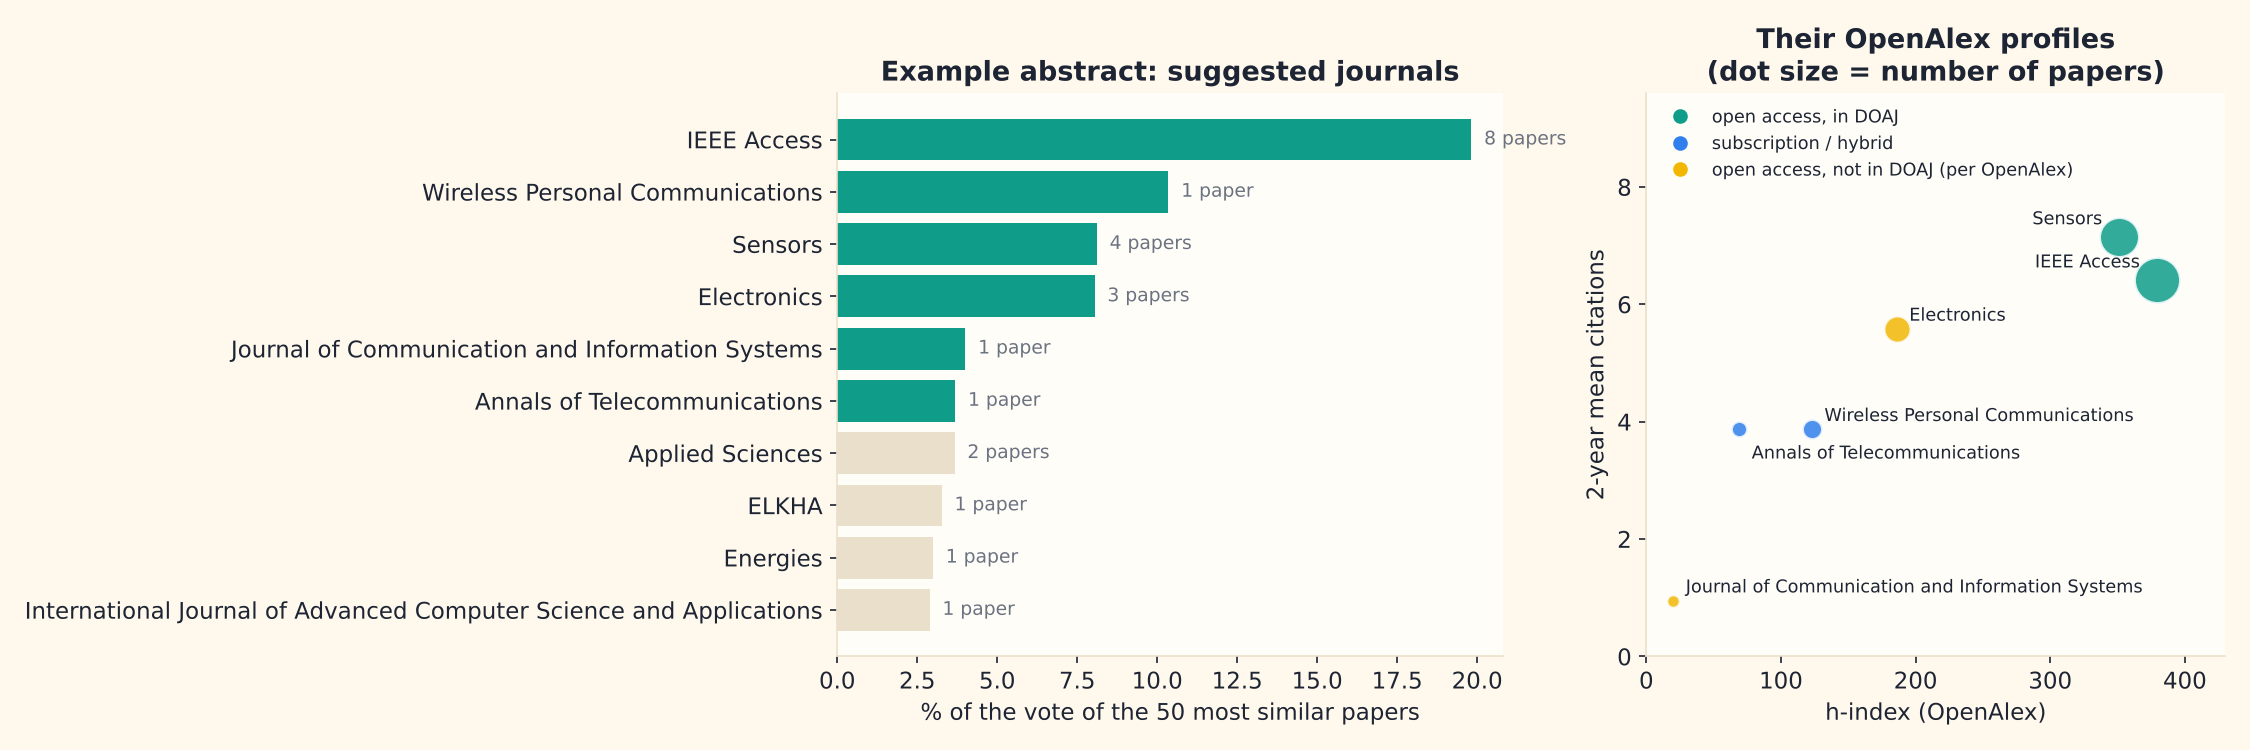 Example abstract: suggested journals
IEEE Access
8 papers
Wireless Personal Communications
1 paper
Sensors
4 papers
Electronics
3 papers
Journal of Communication and Information Systems
1 paper
Annals of Telecommunications
1 paper
Applied Sciences
2 papers
ELKHA
1 paper
Energies
1 paper
International Journal of Advanced Computer Science and Applications
1 paper
0.0 2.5 5.0 7.5 10.0 12.5 15.0 17.5 20.0
% of the vote of the 50 most similar papers
Their OpenAlex profiles
(dot size = number of papers)
open access, in DOAJ
subscription / hybrid
open access, not in DOAJ (per OpenAlex)
2-year mean citations
8
6
4
2
0
Sensors
IEEE Access
Electronics
Wireless Personal Communications
Annals of Telecommunications
Journal of Communication and Information Systems
0 100 200 300 400
h-index (OpenAlex)